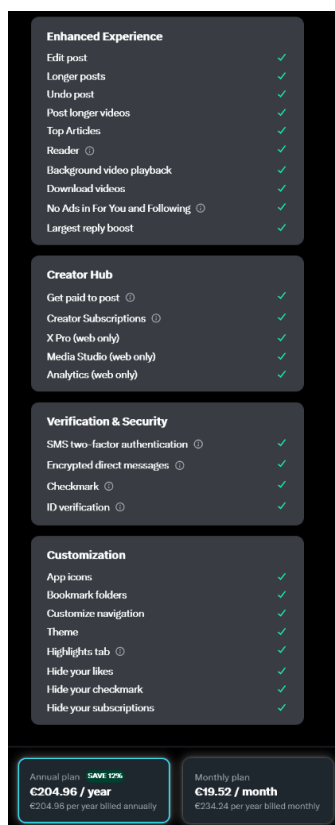 Enhanced Experience
Edit post
Longer posts
Undo post
Post longer videos
Top Articles
Reader
Background video playback
Download videos
No Ads in For You and Following
Largest reply boost
Creator Hub
Get paid to post
Creator Subscriptions
X Pro (web only)
Media Studio (web only)
Analytics (web only)
Verification & Security
SMS two-factor authentication
Encrypted direct messages
Checkmark
ID verification
Customization
App icons
Bookmark folders
Customize navigation
Theme
Highlights tab
Hide your likes
Hide your checkmark
Hide your subscriptions
Annual plan SAVE 12%
€204.96 / year
€204.96 per year billed annually
Monthly plan
€19.52 / month
€234.24 per year billed monthly